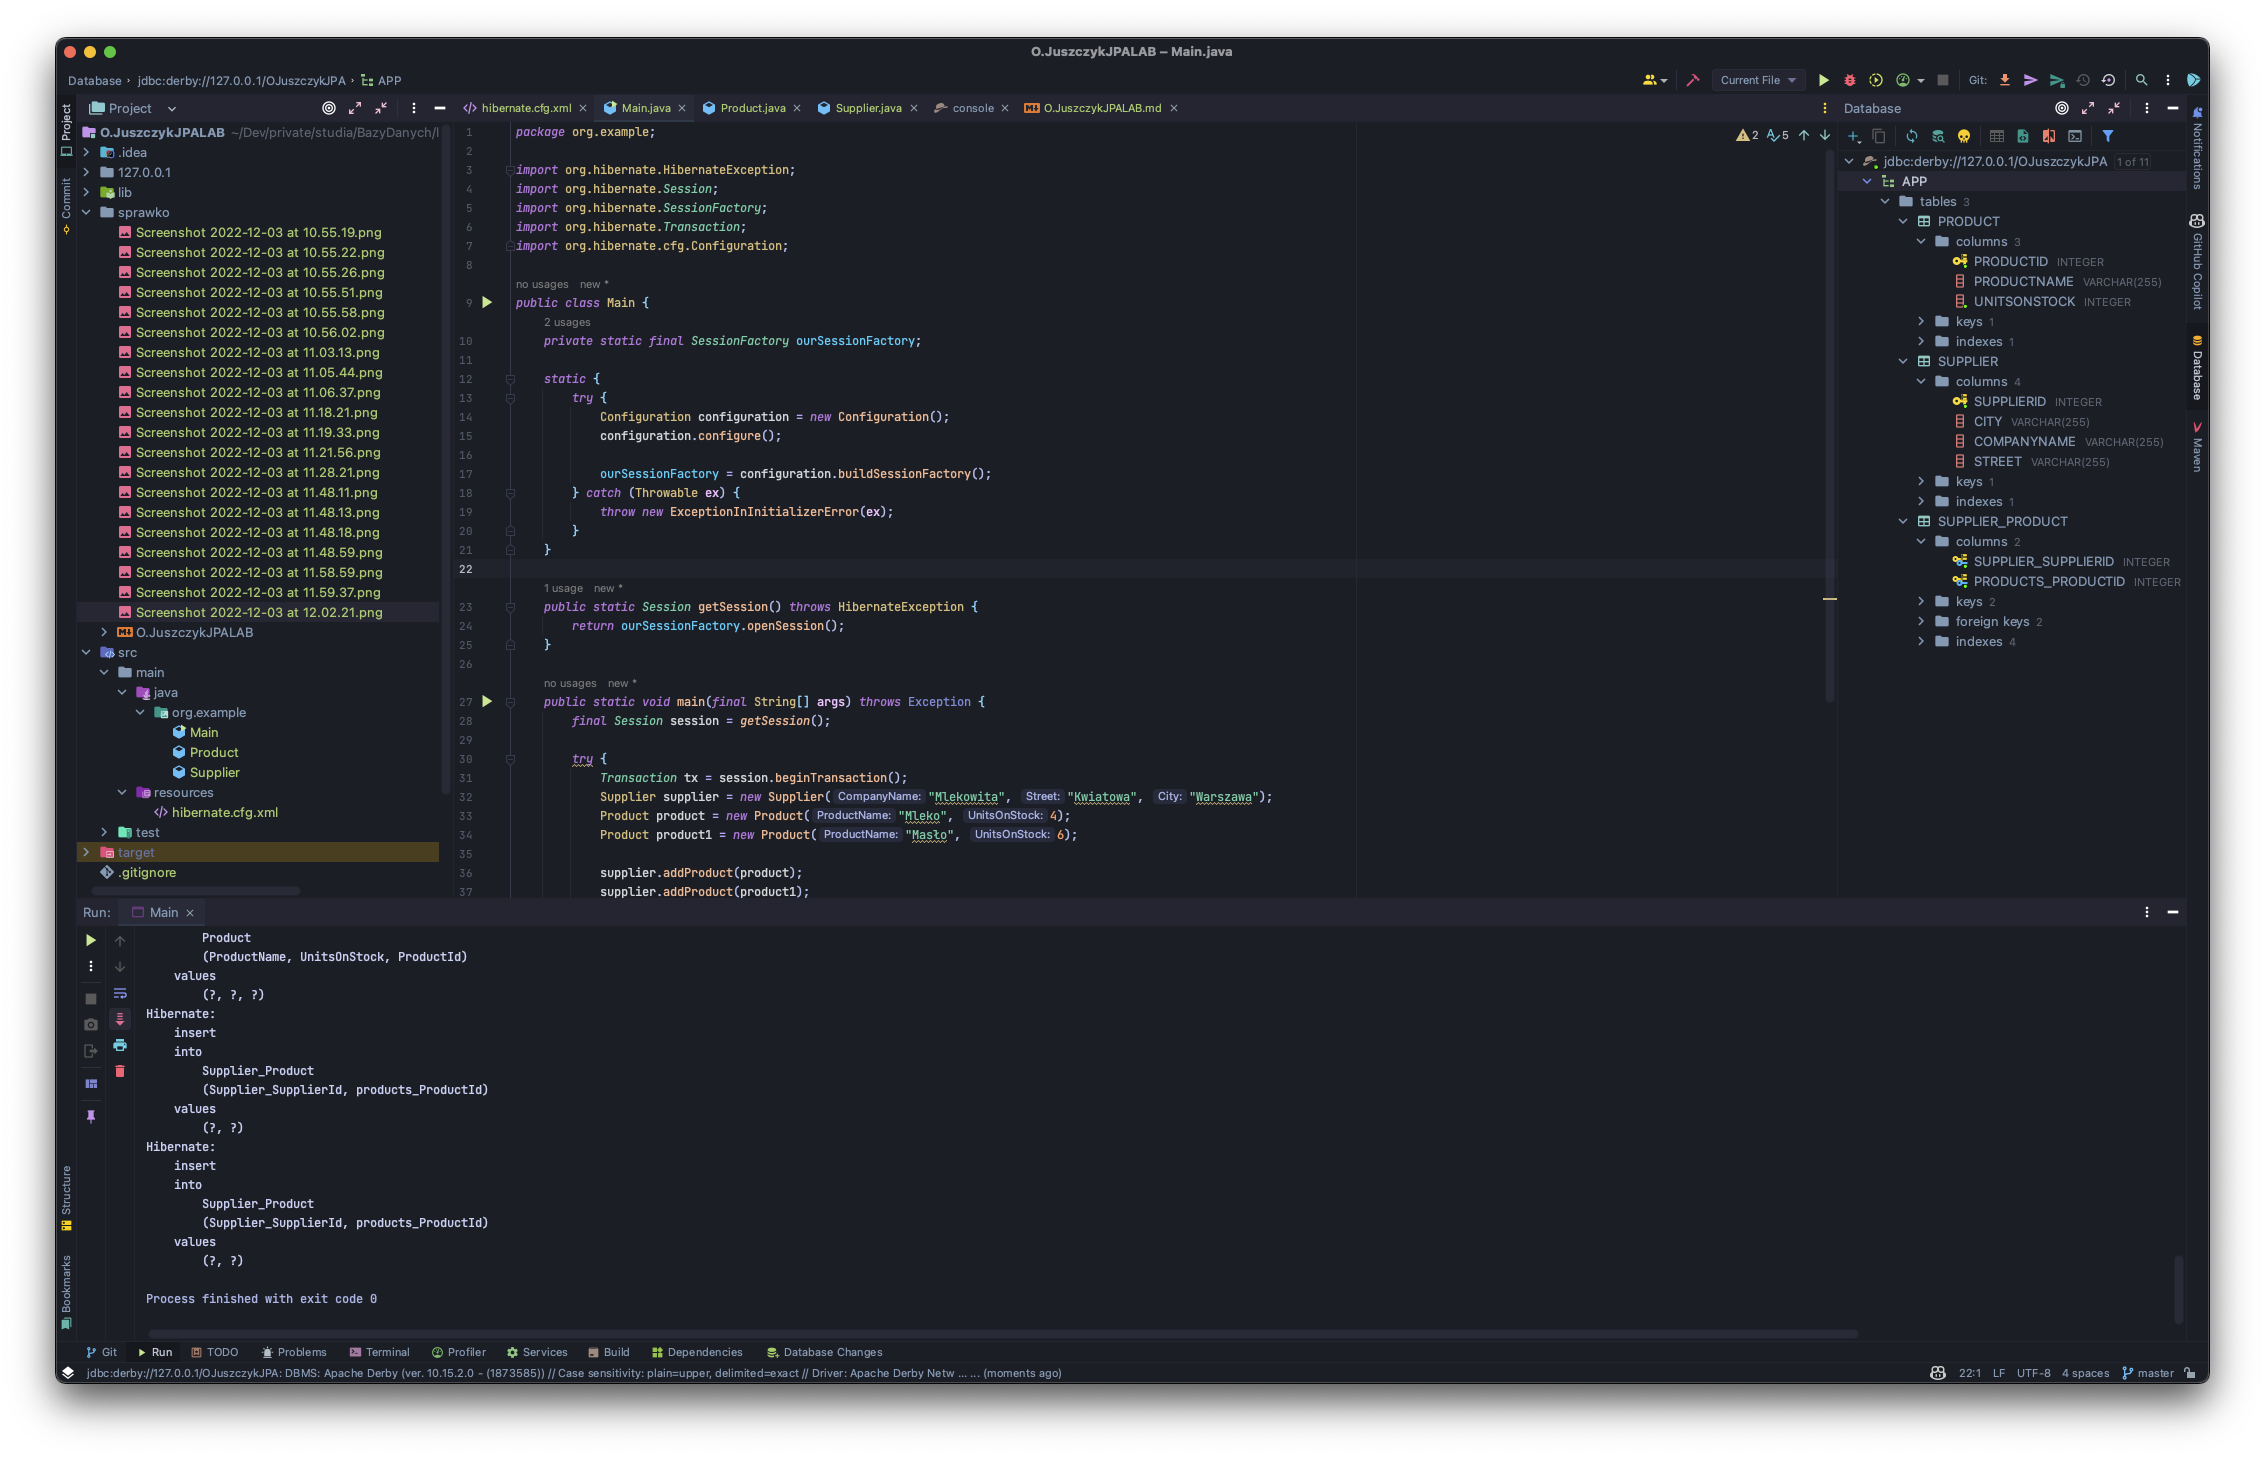 O.JuszczykJPALAB – Main.java
Database › jdbc:derby://127.0.0.1/OJuszczykJPA › APP
Current File
Git:
Project
Commit
Structure
Bookmarks
Project
O.JuszczykJPALAB ~/Dev/private/studia/BazyDanych/l
.idea
127.0.0.1
lib
sprawko
Screenshot 2022-12-03 at 10.55.19.png
Screenshot 2022-12-03 at 10.55.22.png
Screenshot 2022-12-03 at 10.55.26.png
Screenshot 2022-12-03 at 10.55.51.png
Screenshot 2022-12-03 at 10.55.58.png
Screenshot 2022-12-03 at 10.56.02.png
Screenshot 2022-12-03 at 11.03.13.png
Screenshot 2022-12-03 at 11.05.44.png
Screenshot 2022-12-03 at 11.06.37.png
Screenshot 2022-12-03 at 11.18.21.png
Screenshot 2022-12-03 at 11.19.33.png
Screenshot 2022-12-03 at 11.21.56.png
Screenshot 2022-12-03 at 11.28.21.png
Screenshot 2022-12-03 at 11.48.11.png
Screenshot 2022-12-03 at 11.48.13.png
Screenshot 2022-12-03 at 11.48.18.png
Screenshot 2022-12-03 at 11.48.59.png
Screenshot 2022-12-03 at 11.58.59.png
Screenshot 2022-12-03 at 11.59.37.png
Screenshot 2022-12-03 at 12.02.21.png
O.JuszczykJPALAB
src
main
java
org.example
Main
Product
Supplier
resources
hibernate.cfg.xml
test
target
.gitignore
hibernate.cfg.xml Main.java Product.java Supplier.java console O.JuszczykJPALAB.md
2 5
1 package org.example;
2
3 import org.hibernate.HibernateException;
4 import org.hibernate.Session;
5 import org.hibernate.SessionFactory;
6 import org.hibernate.Transaction;
7 import org.hibernate.cfg.Configuration;
8
no usages new *
9 public class Main {
2 usages
10 private static final SessionFactory ourSessionFactory;
11
12 static {
13 try {
14 Configuration configuration = new Configuration();
15 configuration.configure();
16
17 ourSessionFactory = configuration.buildSessionFactory();
18 } catch (Throwable ex) {
19 throw new ExceptionInInitializerError(ex);
20 }
21 }
22
1 usage new *
23 public static Session getSession() throws HibernateException {
24 return ourSessionFactory.openSession();
25 }
26
no usages new *
27 public static void main(final String[] args) throws Exception {
28 final Session session = getSession();
29
30 try {
31 Transaction tx = session.beginTransaction();
32 Supplier supplier = new Supplier( CompanyName: "Mlekowita", Street: "Kwiatowa", City: "Warszawa");
33 Product product = new Product( ProductName: "Mleko", UnitsOnStock: 4);
34 Product product1 = new Product( ProductName: "Masło", UnitsOnStock: 6);
35
36 supplier.addProduct(product);
37 supplier.addProduct(product1);
Database
jdbc:derby://127.0.0.1/OJuszczykJPA 1 of 11
APP
tables 3
PRODUCT
columns 3
PRODUCTID INTEGER
PRODUCTNAME VARCHAR(255)
UNITSONSTOCK INTEGER
keys 1
indexes 1
SUPPLIER
columns 4
SUPPLIERID INTEGER
CITY VARCHAR(255)
COMPANYNAME VARCHAR(255)
STREET VARCHAR(255)
keys 1
indexes 1
SUPPLIER_PRODUCT
columns 2
SUPPLIER_SUPPLIERID INTEGER
PRODUCTS_PRODUCTID INTEGER
keys 2
foreign keys 2
indexes 4
Notifications
GitHub Copilot
Database
Maven
Run: Main
Product
(ProductName, UnitsOnStock, ProductId)
values
(?, ?, ?)
Hibernate:
insert
into
Supplier_Product
(Supplier_SupplierId, products_ProductId)
values
(?, ?)
Hibernate:
insert
into
Supplier_Product
(Supplier_SupplierId, products_ProductId)
values
(?, ?)
Process finished with exit code 0
Git Run TODO Problems Terminal Profiler Services Build Dependencies Database Changes
jdbc:derby://127.0.0.1/OJuszczykJPA: DBMS: Apache Derby (ver. 10.15.2.0 - (1873585)) // Case sensitivity: plain=upper, delimited=exact // Driver: Apache Derby Netw ... ... (moments ago)
22:1 LF UTF-8 4 spaces master